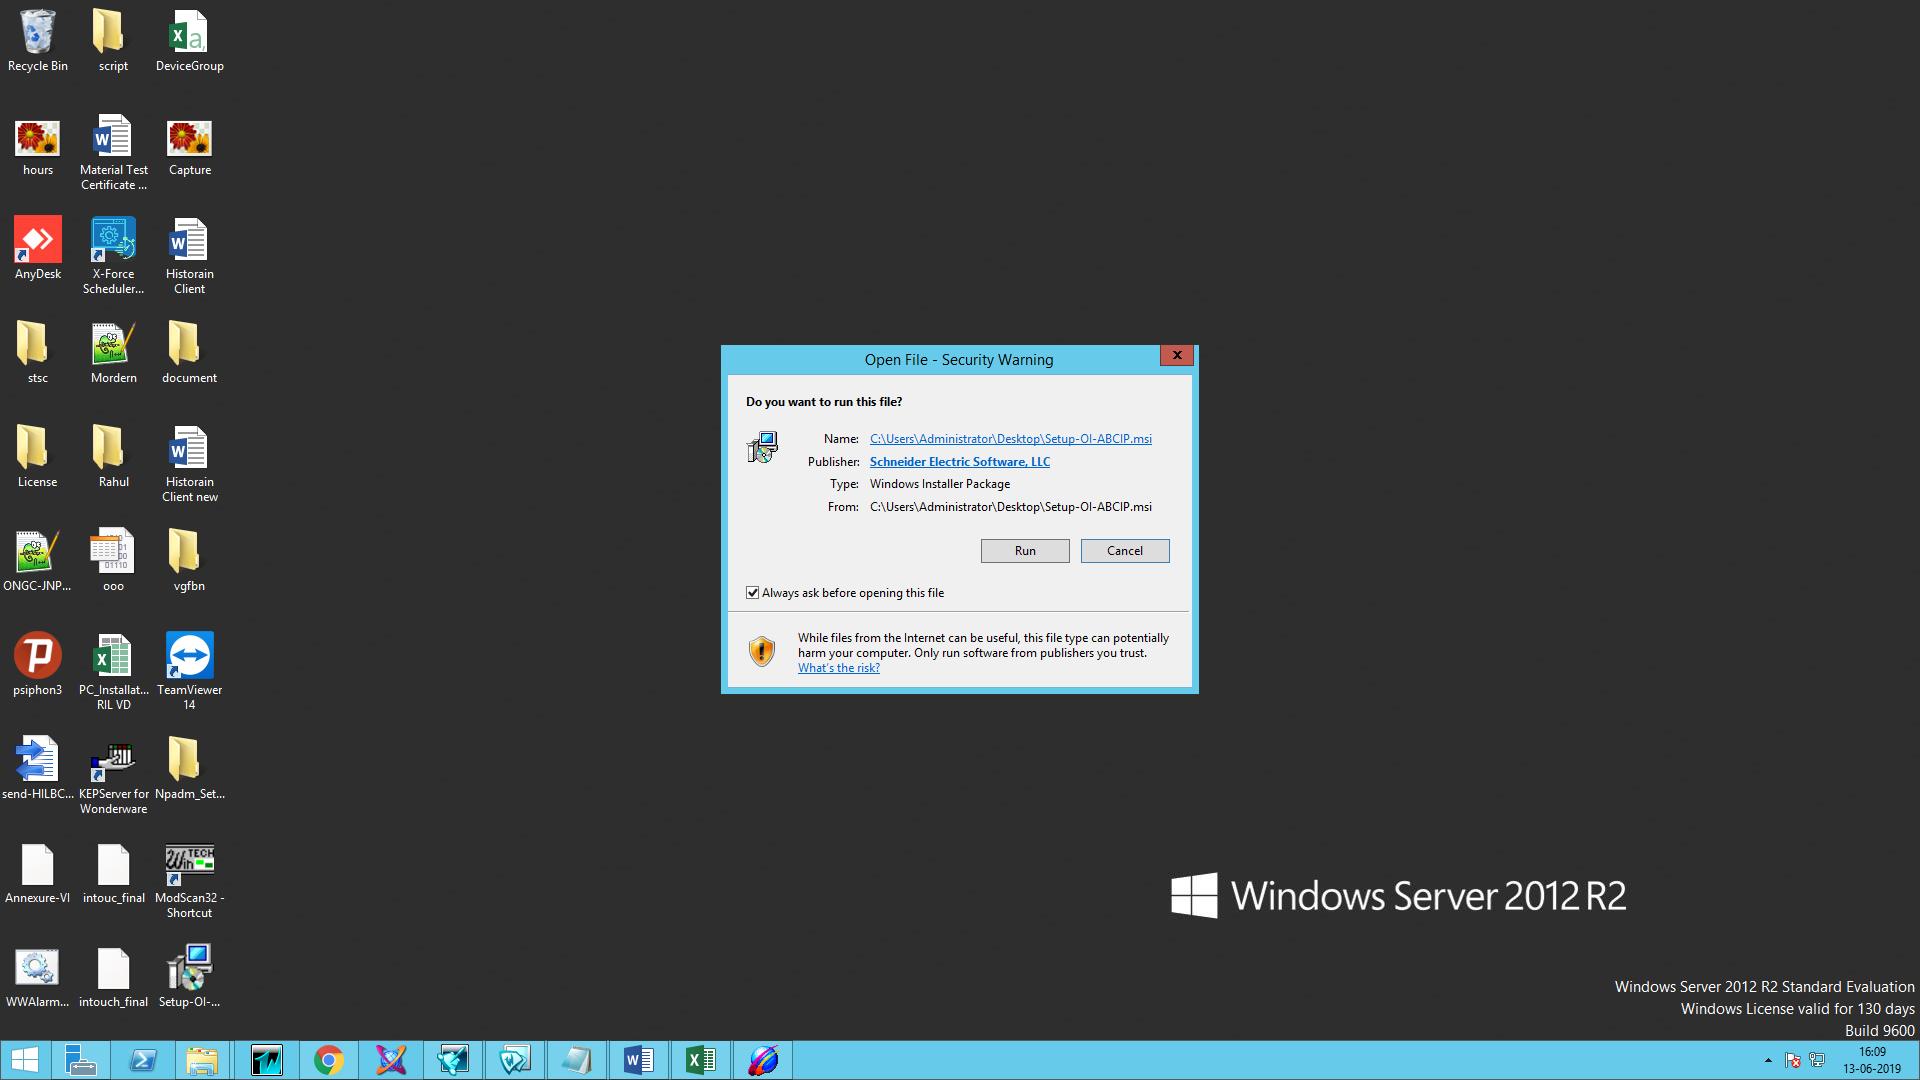 Recycle Bin
script
DeviceGroup
hours
Material Test
Certificate ...
Capture
AnyDesk
X-Force
Scheduler...
Historain
Client
stsc
Mordern
document
License
Rahul
Historain
Client new
ONGC-JNP...
ooo
vgfbn
psiphon3
PC_Installat...
RIL VD
TeamViewer
14
send-HILBC...
KEPServer for
Wonderware
Npadm_Set...
Annexure-VI
intouc_final
ModScan32 -
Shortcut
WWAlarm...
intouch_final
Setup-OI-...
Open File - Security Warning
Do you want to run this file?
Name: C:\Users\Administrator\Desktop\Setup-OI-ABCIP.msi
Publisher: Schneider Electric Software, LLC
Type: Windows Installer Package
From: C:\Users\Administrator\Desktop\Setup-OI-ABCIP.msi
Run
Cancel
Always ask before opening this file
While files from the Internet can be useful, this file type can potentially
harm your computer. Only run software from publishers you trust.
What's the risk?
Windows Server 2012 R2
Windows Server 2012 R2 Standard Evaluation
Windows License valid for 130 days
Build 9600
16:09
13-06-2019